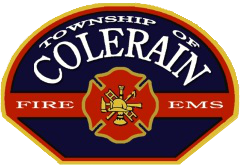 TOWNSHIP OF
COLERAIN
FIRE EMS